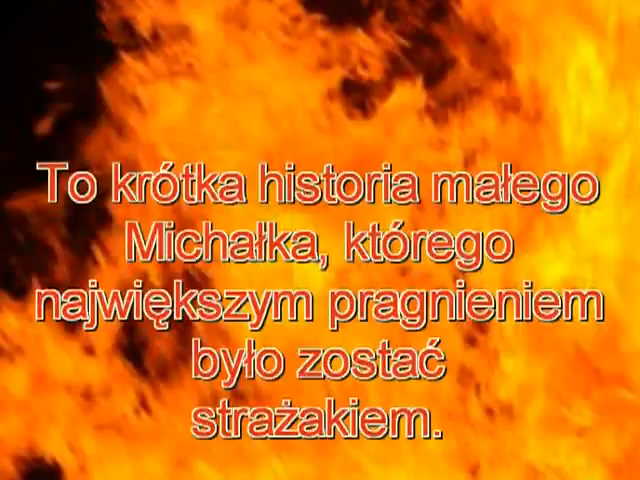 To krótka historia małego
Michałka, którego
największym pragnieniem
było zostać
strażakiem.